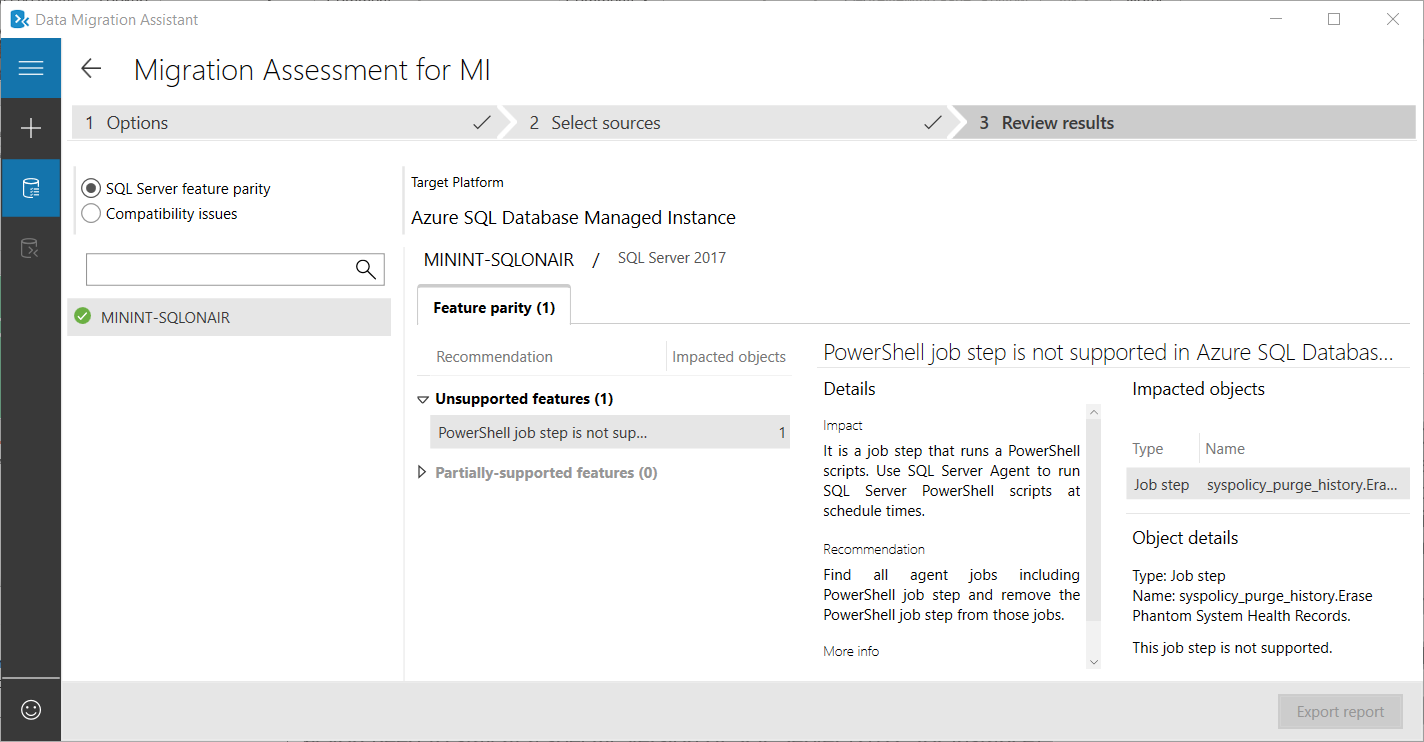 Data Migration Assistant
Migration Assessment for MI
1 Options
2 Select sources
3 Review results
SQL Server feature parity
Compatibility issues
MININT-SQLONAIR
Target Platform
Azure SQL Database Managed Instance
MININT-SQLONAIR / SQL Server 2017
Feature parity (1)
Recommendation Impacted objects
Unsupported features (1)
PowerShell job step is not sup... 1
Partially-supported features (0)
PowerShell job step is not supported in Azure SQL Databas...
Details
Impact
It is a job step that runs a PowerShell
scripts. Use SQL Server Agent to run
SQL Server PowerShell scripts at
schedule times.
Recommendation
Find all agent jobs including
PowerShell job step and remove the
PowerShell job step from those jobs.
More info
Impacted objects
Type Name
Job step syspolicy_purge_history.Era...
Object details
Type: Job step
Name: syspolicy_purge_history.Erase
Phantom System Health Records.
This job step is not supported.
Export report